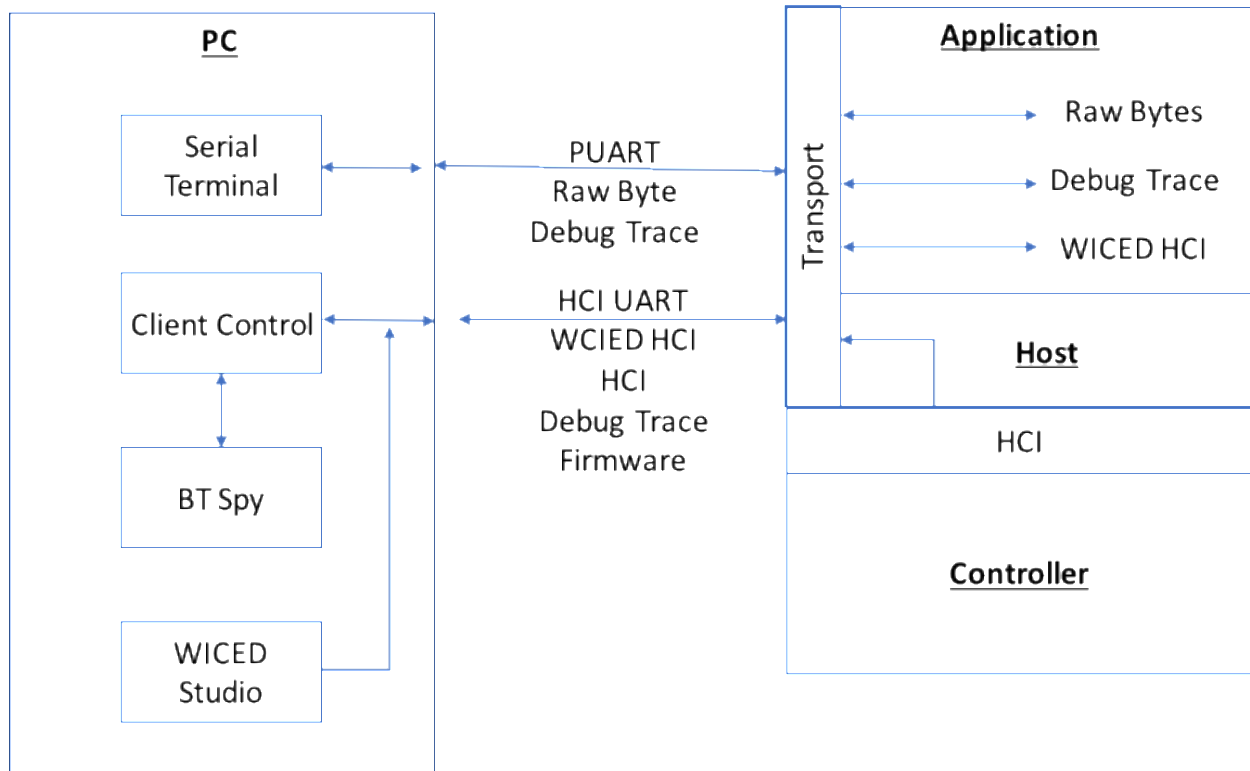 PC
Serial
Terminal
Client Control
BT Spy
WICED
Studio
PUART
Raw Byte
Debug Trace
HCI UART
WCIED HCI
HCI
Debug Trace
Firmware
Transport
Application
Raw Bytes
Debug Trace
WICED HCI
Host
HCI
Controller